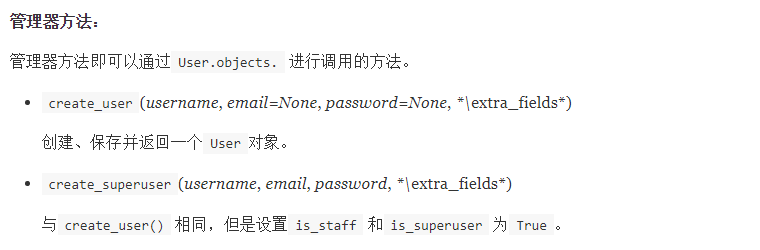 管理器方法：
管理器方法即可以通过 User.objects. 进行调用的方法。
• create_user (username, email=None, password=None, *\extra_fields*)
创建、保存并返回一个 User 对象。
• create_superuser (username, email, password, *\extra_fields*)
与 create_user() 相同，但是设置 is_staff 和 is_superuser 为 True 。